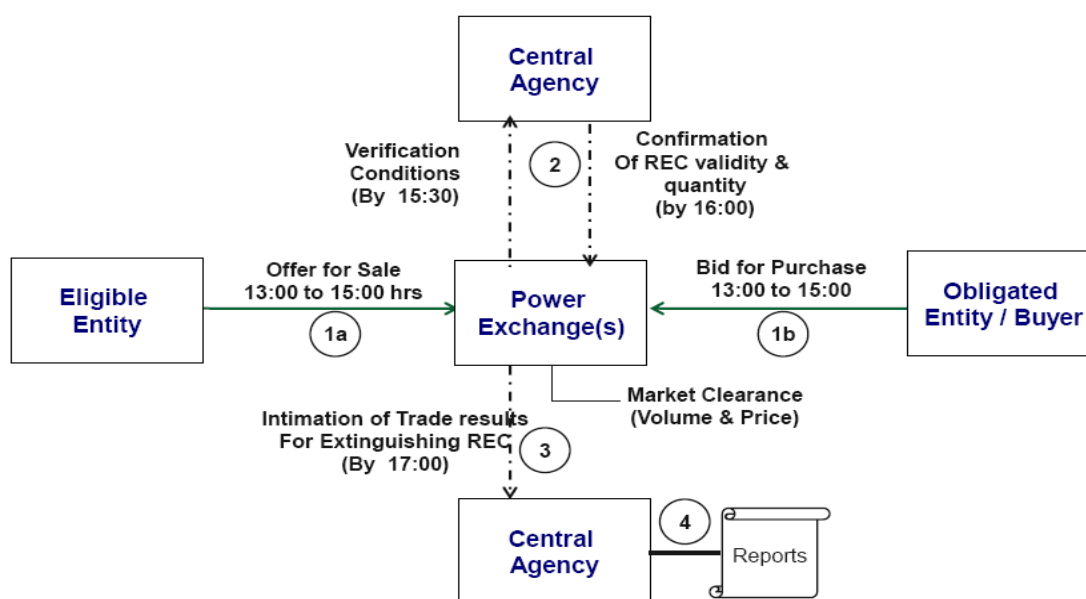 Central
Agency
Verification
Conditions
(By 15:30)
2
Confirmation
Of REC validity &
quantity
(by 16:00)
Eligible
Entity
Offer for Sale
13:00 to 15:00 hrs
1a
Power
Exchange(s)
Bid for Purchase
13:00 to 15:00
1b
Obligated
Entity / Buyer
Market Clearance
(Volume & Price)
Intimation of Trade results
For Extinguishing REC
(By 17:00)
3
Central
Agency
4
Reports